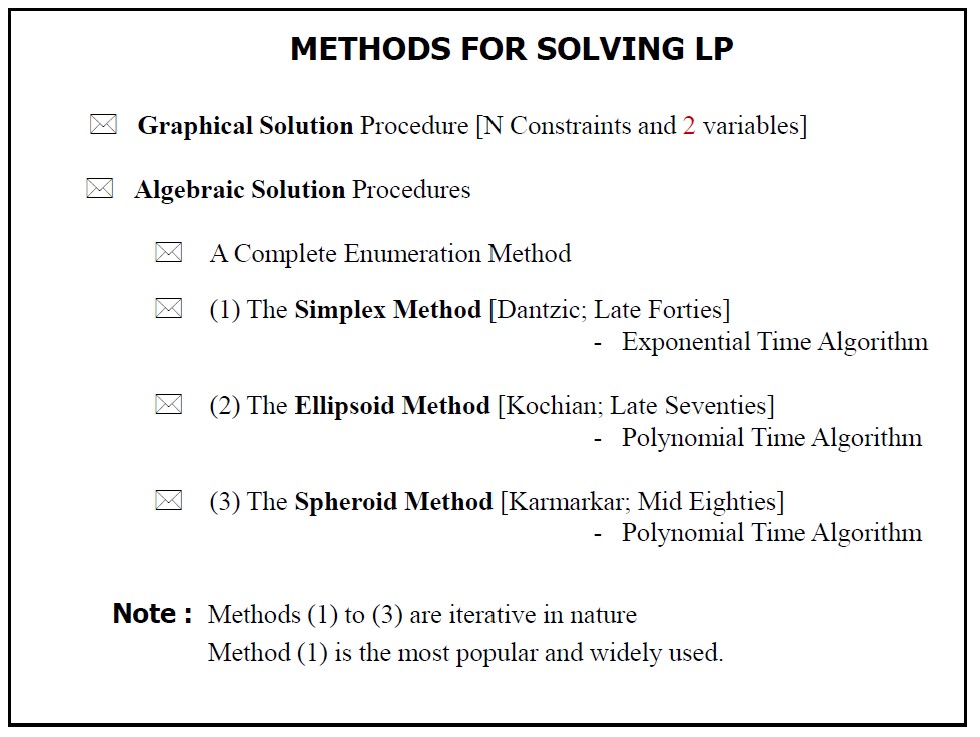 METHODS FOR SOLVING LP
Graphical Solution Procedure [N Constraints and 2 variables]
Algebraic Solution Procedures
A Complete Enumeration Method
(1) The Simplex Method [Dantzic; Late Forties]
- Exponential Time Algorithm
(2) The Ellipsoid Method [Kochian; Late Seventies]
- Polynomial Time Algorithm
(3) The Spheroid Method [Karmarkar; Mid Eighties]
- Polynomial Time Algorithm
Note : Methods (1) to (3) are iterative in nature
Method (1) is the most popular and widely used.